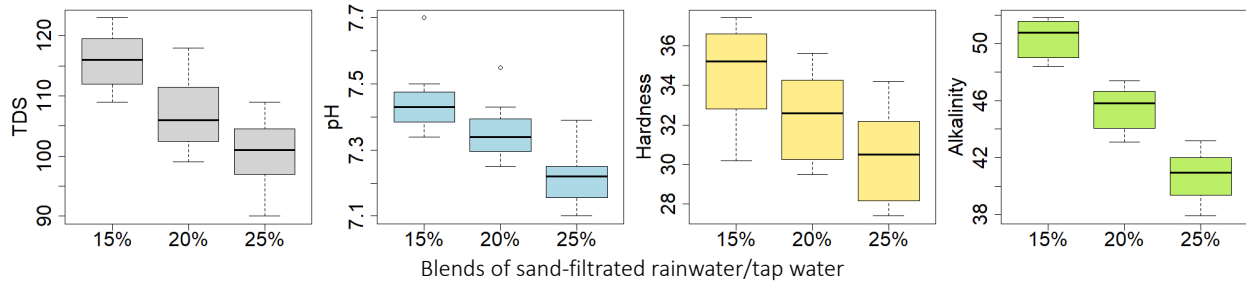 TDS
90 100 110 120
15% 20% 25%
pH
7.1 7.3 7.5 7.7
15% 20% 25%
Hardness
28 30 32 34 36
15% 20% 25%
Alkalinity
38 42 46 50
15% 20% 25%
Blends of sand-filtrated rainwater/tap water